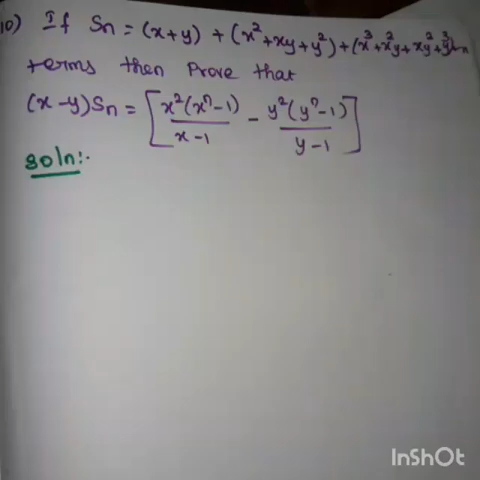 10) If Sn = (x+y) + (x²+xy+y²) + (x³+x²y+xy²+y³)...n
terms then Prove that
(x-y)Sn = [x²(xⁿ-1)/x-1 - y²(yⁿ-1)/y-1]
soln:-
InShOt